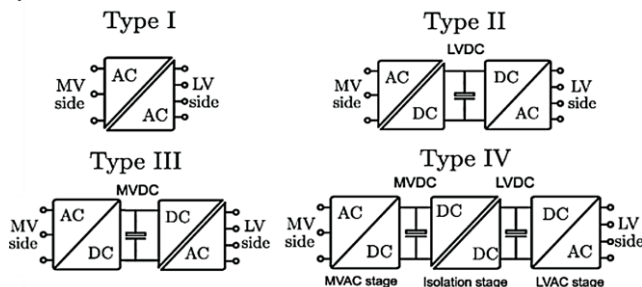 Type I
AC
AC
MV side
LV side
Type II
LVDC
AC
DC
DC
AC
MV side
LV side
Type III
MVDC
AC
DC
DC
AC
MV side
LV side
Type IV
MVDC
LVDC
AC
DC
DC
DC
DC
AC
MV side
LV side
MVAC stage
Isolation stage
LVAC stage